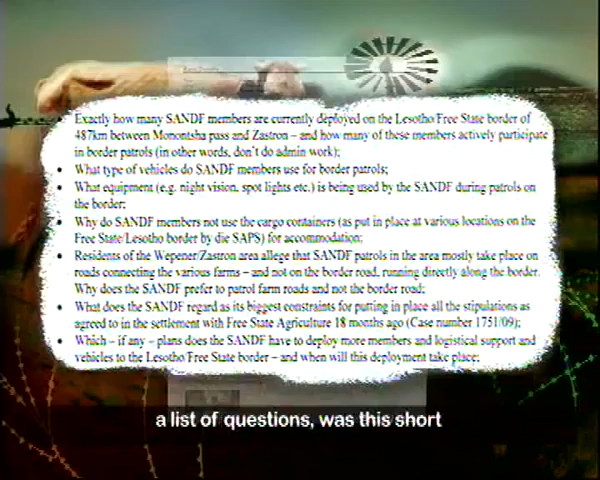 • Exactly how many SANDF members are currently deployed on the Lesotho/Free State border of
487km between Monontsha pass and Zastron – and how many of these members actively participate
in border patrols (in other words, don't do admin work);
• What type of vehicles do SANDF members use for border patrols;
• What equipment (e.g. night vision, spot lights etc.) is being used by the SANDF during patrols on
the border;
• Why do SANDF members not use the cargo containers (as put in place at various locations on the
Free State/Lesotho border by die SAPS) for accommodation;
• Residents of the Wepener/Zastron area allege that SANDF patrols in the area mostly take place on
roads connecting the various farms – and not on the border road, running directly along the border.
Why does the SANDF prefer to patrol farm roads and not the border road;
• What does the SANDF regard as its biggest constraints for putting in place all the stipulations as
agreed to in the settlement with Free State Agriculture 18 months ago (Case number 1751/09);
• Which – if any – plans does the SANDF have to deploy more members and logistical support and
vehicles to the Lesotho/Free State border – and when will this deployment take place;
a list of questions, was this short